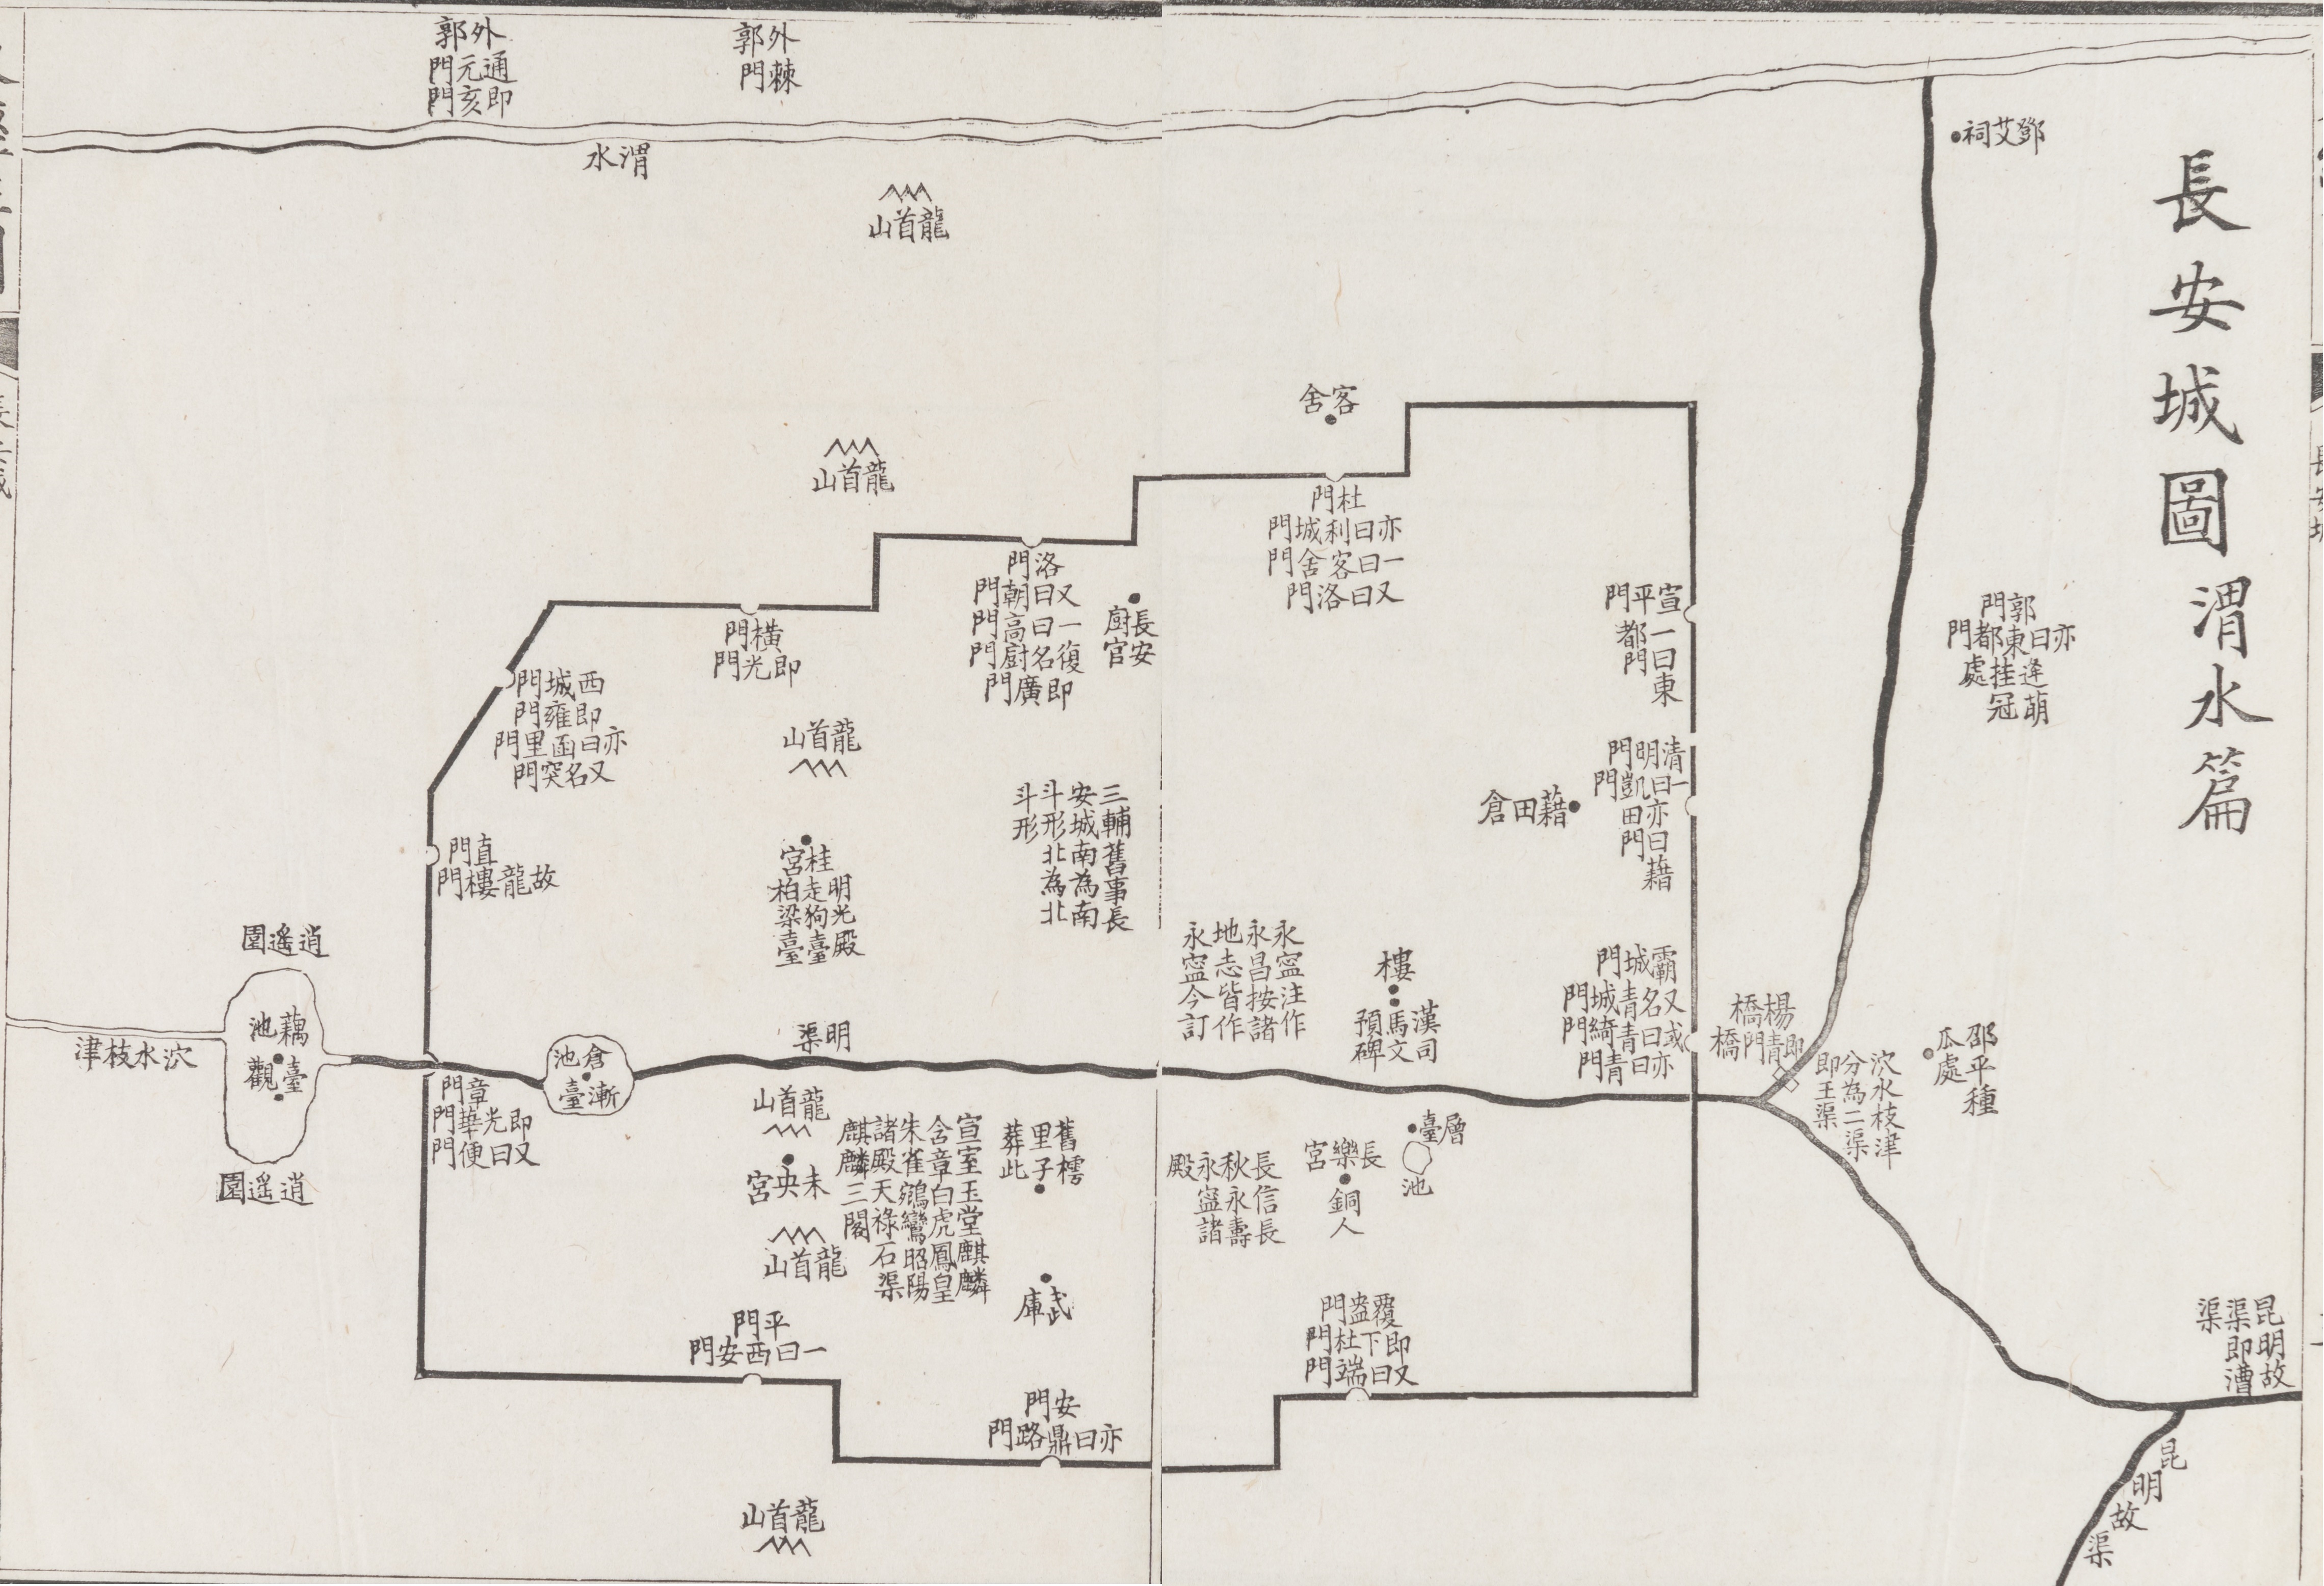 長安城圖渭水篇
鄧艾祠
郭門
亦曰東都門
逄萌
挂冠
處
邵平種
瓜處
昆明故
渠渠即漕
渠
昆明故渠
泬水枝津
分為二渠
即王渠
楊橋
即青門橋
宣平門
一曰東
都門
清明門
一曰凱門
亦曰藉
田門
藉田倉
霸城門
又名青城門
或曰青綺門
亦曰青門
客舍
杜門
亦曰利城門
一曰客舍門
又曰洛門
樓
漢司
馬文
預碑
永寍注作
永昌按諸
地志皆作
永寍今訂
層臺
池
長樂宮
銅人
長信長
秋永壽
永寍諸
殿
覆盎門
即下杜門
又曰端門
外棘
郭門
外通即
郭元亥
門門
渭水
龍首山
龍首山
洛門
又曰朝門
一曰高門
復名廚門
即廣門
長安
廚官
橫門
即光門
西城門
即雍門
亦曰函里門
又名突門
龍首山
三輔舊事長
安城南為南
斗形北為北
斗形
直門
故龍樓門
桂宮
明光殿
走狗臺
柏梁臺
明渠
倉池
漸臺
逍遙園
藕池
臺觀
逍遙園
泬水枝津
章門
即光華門
又曰便門
龍首山
未央宮
龍首山
宣室玉堂麒麟
含章白虎鳳皇
朱雀鵷鸞昭陽
諸殿天祿石渠
麒麟三閣
舊樗
里子
葬此
武庫
平門
一曰西安門
安門
亦曰鼎路門
龍首山